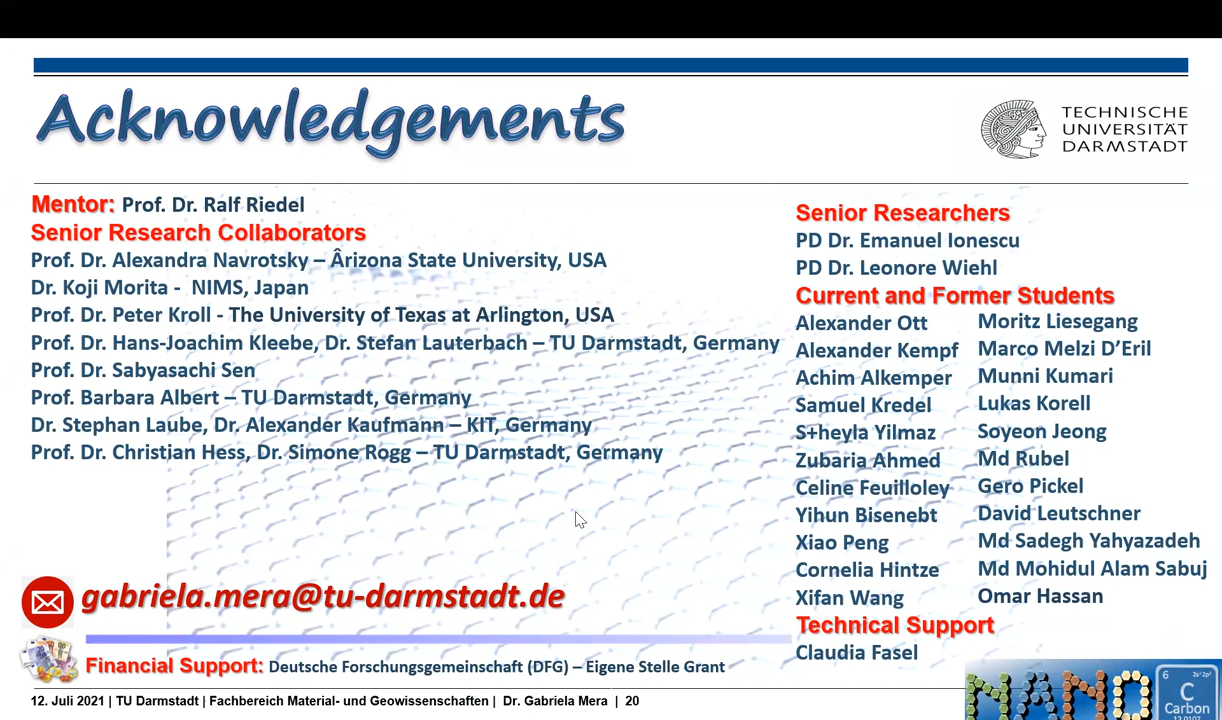 Acknowledgements
TECHNISCHE
UNIVERSITÄT
DARMSTADT
Mentor: Prof. Dr. Ralf Riedel
Senior Research Collaborators
Prof. Dr. Alexandra Navrotsky – Ârizona State University, USA
Dr. Koji Morita - NIMS, Japan
Prof. Dr. Peter Kroll - The University of Texas at Arlington, USA
Prof. Dr. Hans-Joachim Kleebe, Dr. Stefan Lauterbach – TU Darmstadt, Germany
Prof. Dr. Sabyasachi Sen
Prof. Barbara Albert – TU Darmstadt, Germany
Dr. Stephan Laube, Dr. Alexander Kaufmann – KIT, Germany
Prof. Dr. Christian Hess, Dr. Simone Rogg – TU Darmstadt, Germany
gabriela.mera@tu-darmstadt.de
Financial Support: Deutsche Forschungsgemeinschaft (DFG) – Eigene Stelle Grant
Senior Researchers
PD Dr. Emanuel Ionescu
PD Dr. Leonore Wiehl
Current and Former Students
Alexander Ott
Alexander Kempf
Achim Alkemper
Samuel Kredel
S+heyla Yilmaz
Zubaria Ahmed
Celine Feuilloley
Yihun Bisenebt
Xiao Peng
Cornelia Hintze
Xifan Wang
Moritz Liesegang
Marco Melzi D’Eril
Munni Kumari
Lukas Korell
Soyeon Jeong
Md Rubel
Gero Pickel
David Leutschner
Md Sadegh Yahyazadeh
Md Mohidul Alam Sabuj
Omar Hassan
Technical Support
Claudia Fasel
12. Juli 2021 | TU Darmstadt | Fachbereich Material- und Geowissenschaften | Dr. Gabriela Mera | 20
NANO
6 2s² 2p²
C
Carbon
12.0107